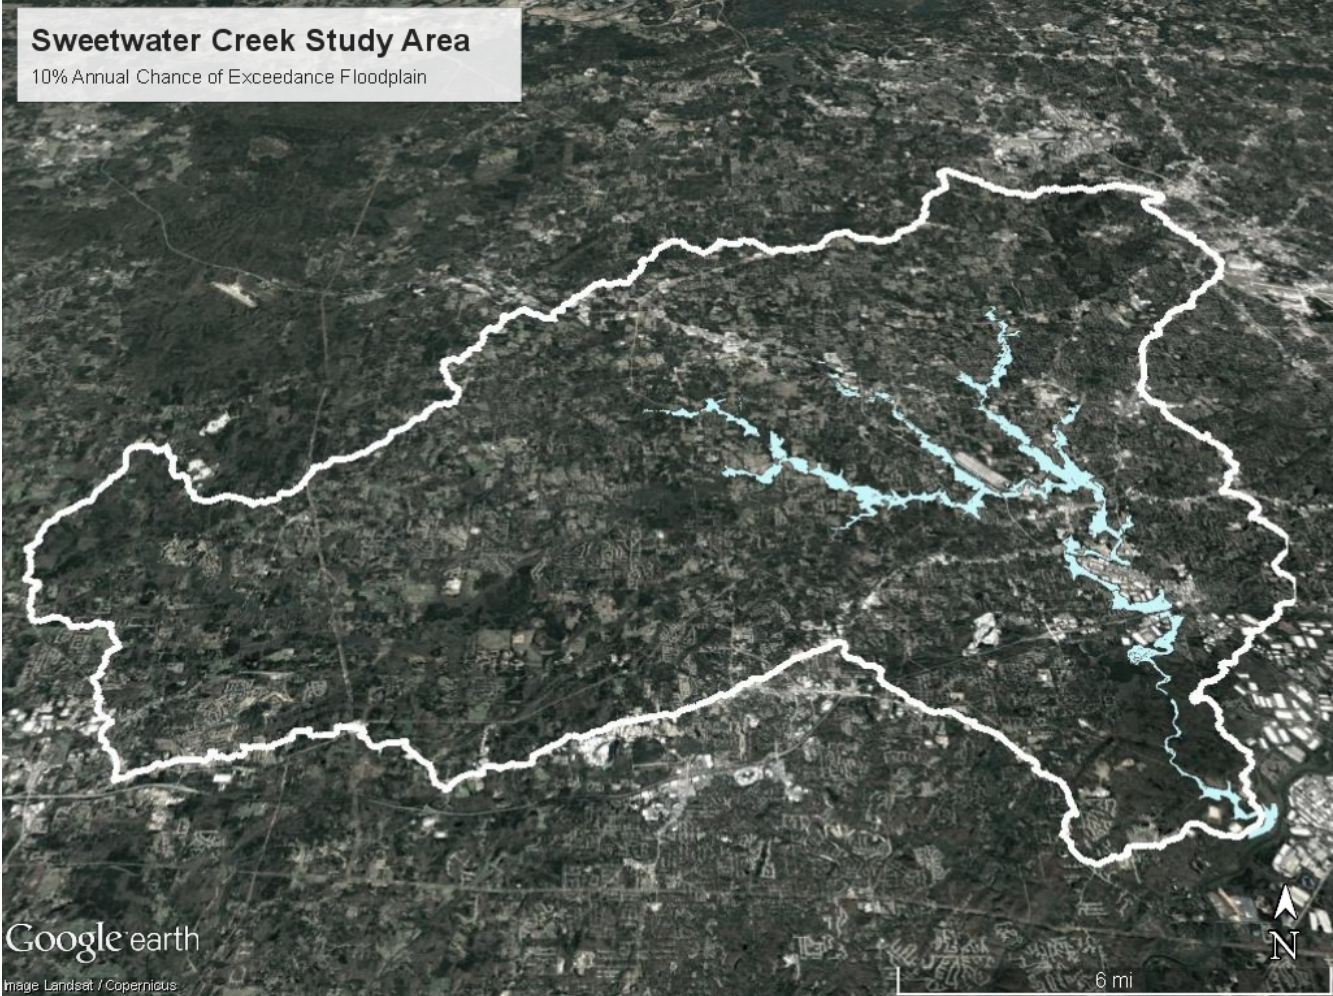 Sweetwater Creek Study Area
10% Annual Chance of Exceedance Floodplain
Google earth
Image Landsat / Copernicus
6 mi
N